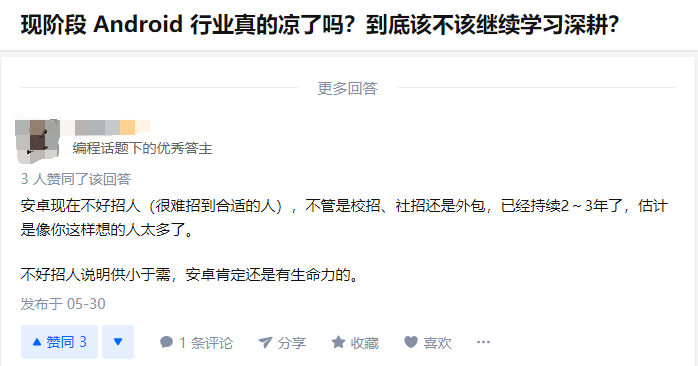 现阶段 Android 行业真的凉了吗？到底该不该继续学习深耕？
更多回答
编程话题下的优秀答主
3 人赞同了该回答
安卓现在不好招人（很难招到合适的人），不管是校招、社招还是外包，已经持续2～3年了，估计
是像你这样想的人太多了。
不好招人说明供小于需，安卓肯定还是有生命力的。
发布于 05-30
赞同 3
1 条评论
分享
收藏
喜欢